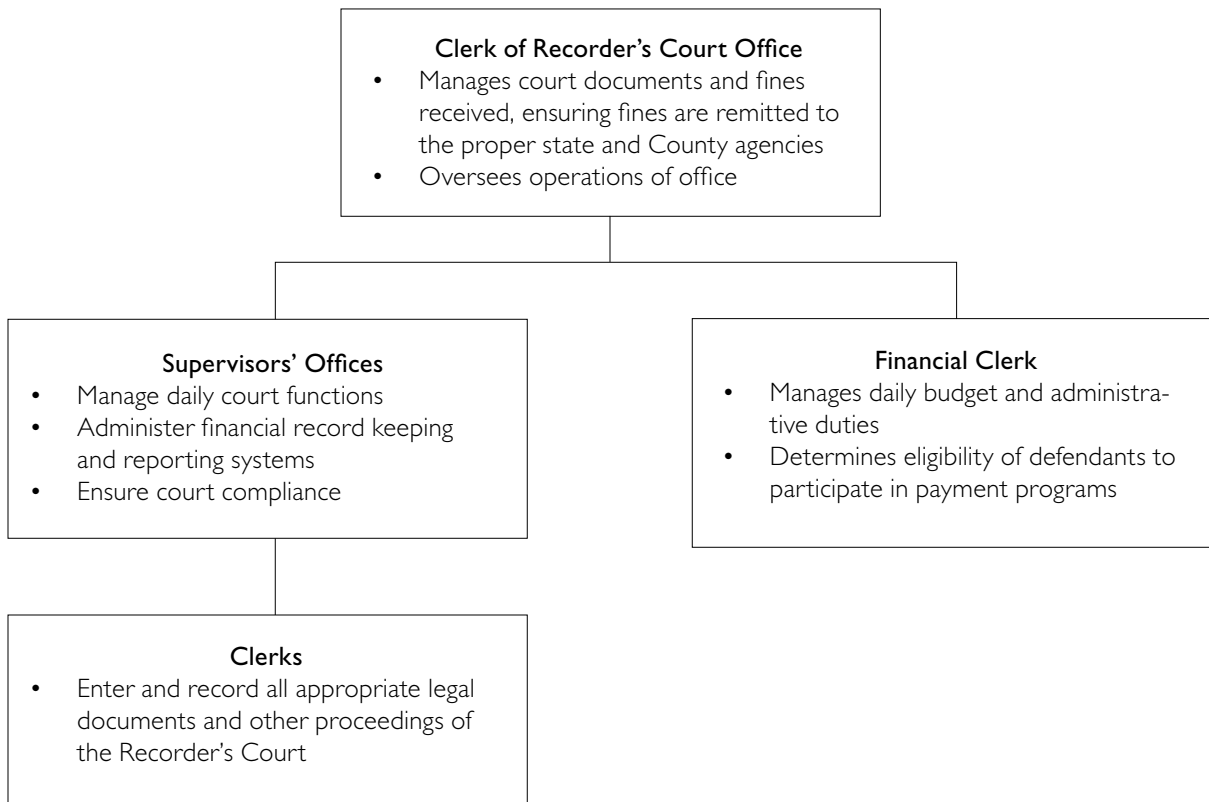 Clerk of Recorder’s Court Office
• Manages court documents and fines
received, ensuring fines are remitted to
the proper state and County agencies
• Oversees operations of office
Supervisors’ Offices
• Manage daily court functions
• Administer financial record keeping
and reporting systems
• Ensure court compliance
Financial Clerk
• Manages daily budget and administra-
tive duties
• Determines eligibility of defendants to
participate in payment programs
Clerks
• Enter and record all appropriate legal
documents and other proceedings of
the Recorder’s Court